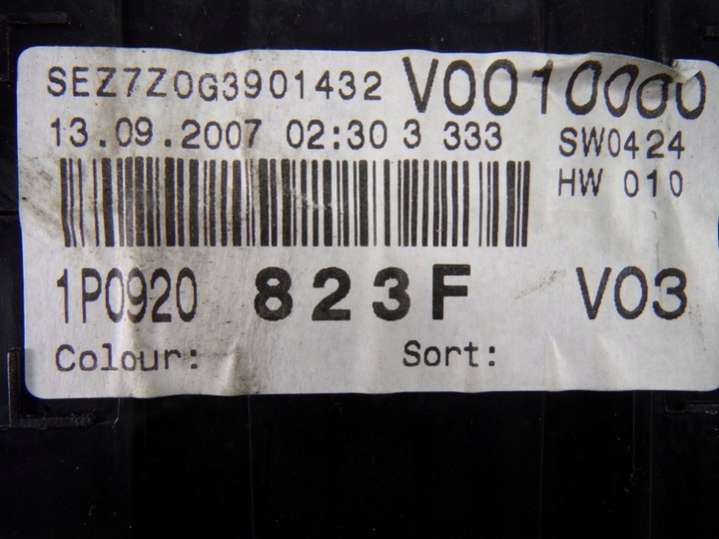 SEZ7Z0G3901432 V0010000
13.09.2007 02:30 3 333 SW0424
HW 010
1P0920 823F V03
Colour: Sort: